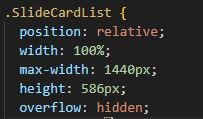 .SlideCardList {
position: relative;
width: 100%;
max-width: 1440px;
height: 586px;
overflow: hidden;